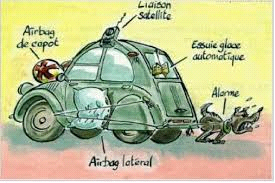 Liaison
satellite
Airbag
de capot
Essuie glace
automatique
Alarme
Airbag latéral